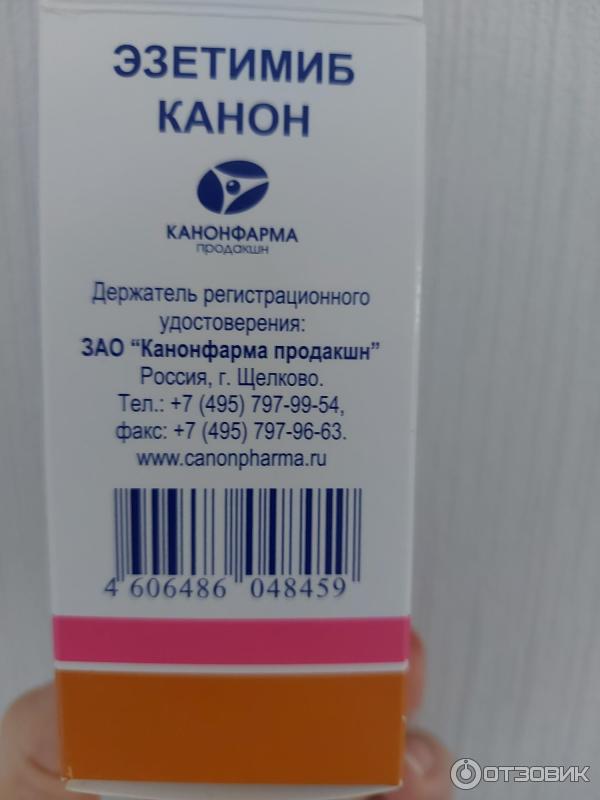 ЭЗЕТИМИБ
КАНОН
КАНОНФАРМА
продакшн
Держатель регистрационного
удостоверения:
ЗАО “Канонфарма продакшн”
Россия, г. Щелково.
Тел.: +7 (495) 797-99-54,
факс: +7 (495) 797-96-63.
www.canonpharma.ru
4 606486 048459
ОТЗОВИК